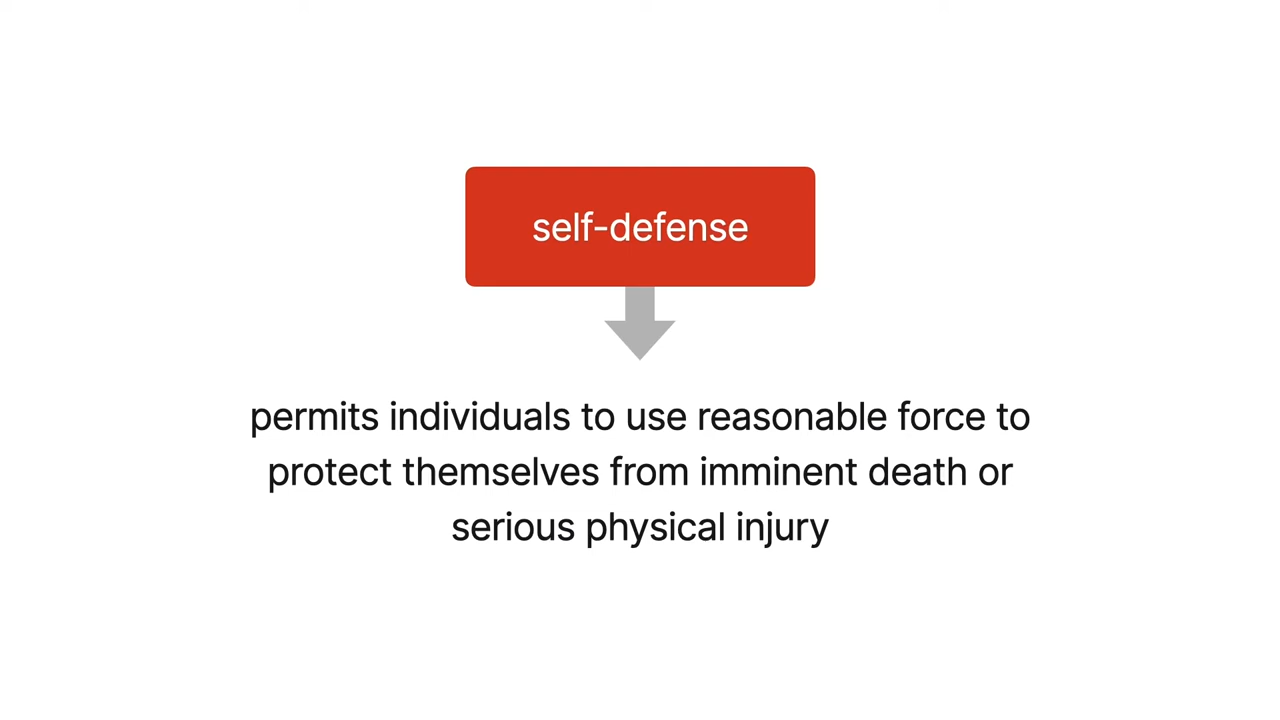 self-defense
permits individuals to use reasonable force to
protect themselves from imminent death or
serious physical injury